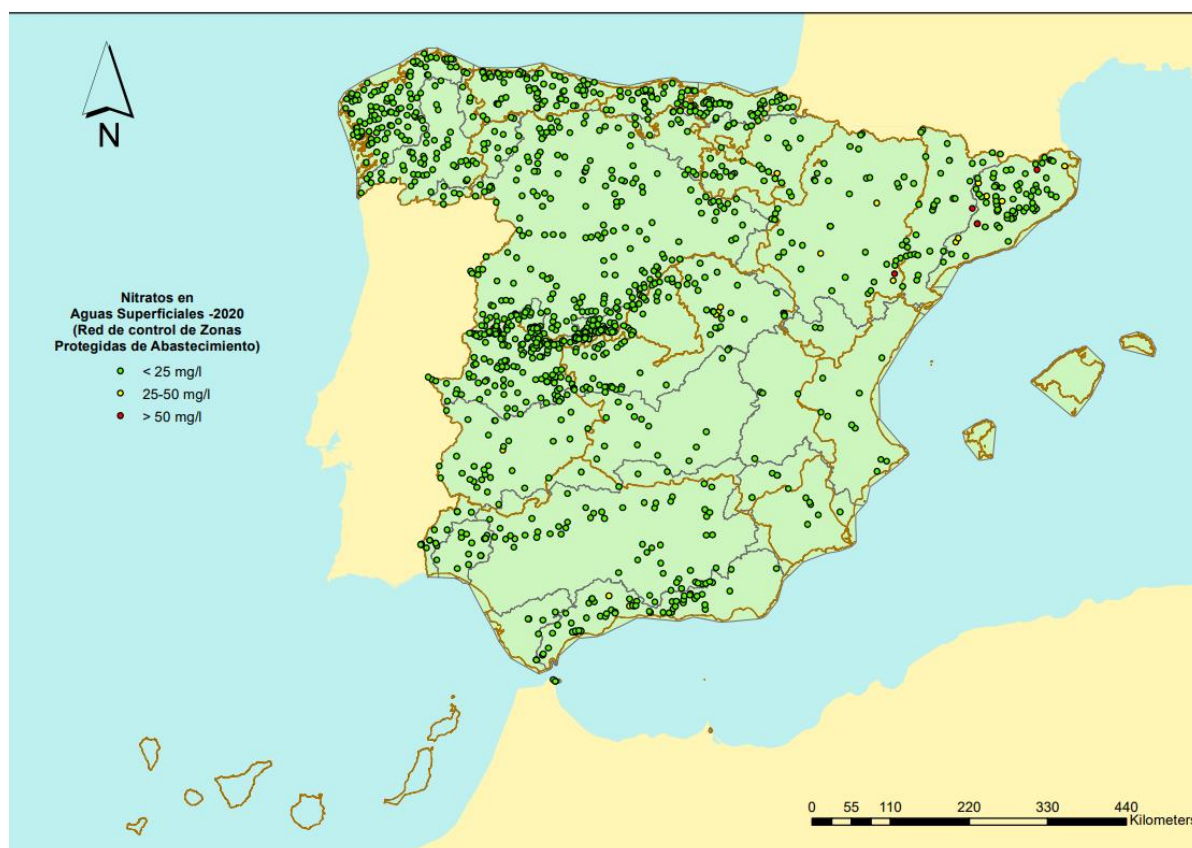 N
Nitratos en
Aguas Superficiales -2020
(Red de control de Zonas
Protegidas de Abastecimiento)
< 25 mg/l
25-50 mg/l
> 50 mg/l
0 55 110 220 330 440
Kilometers